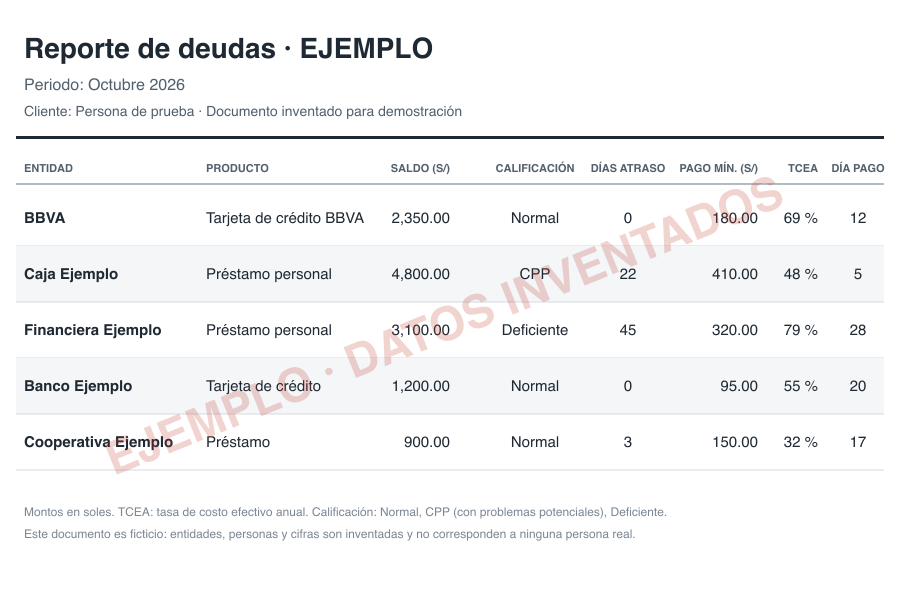 Reporte de deudas · EJEMPLO
Periodo: Octubre 2026
Cliente: Persona de prueba · Documento inventado para demostración
ENTIDAD PRODUCTO SALDO (S/) CALIFICACIÓN DÍAS ATRASO PAGO MÍN. (S/) TCEA DÍA PAGO
BBVA Tarjeta de crédito BBVA 2,350.00 Normal 0 180.00 69 % 12
Caja Ejemplo Préstamo personal 4,800.00 CPP 22 410.00 48 % 5
Financiera Ejemplo Préstamo personal 3,100.00 Deficiente 45 320.00 79 % 28
Banco Ejemplo Tarjeta de crédito 1,200.00 Normal 0 95.00 55 % 20
Cooperativa Ejemplo Préstamo 900.00 Normal 3 150.00 32 % 17
EJEMPLO · DATOS INVENTADOS
Montos en soles. TCEA: tasa de costo efectivo anual. Calificación: Normal, CPP (con problemas potenciales), Deficiente.
Este documento es ficticio: entidades, personas y cifras son inventadas y no corresponden a ninguna persona real.